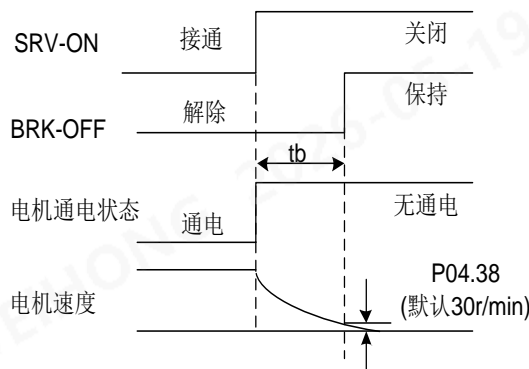 SRV-ON 接通 关闭
BRK-OFF 解除 保持
tb
电机通电状态 通电 无通电
电机速度
P04.38
(默认30r/min)